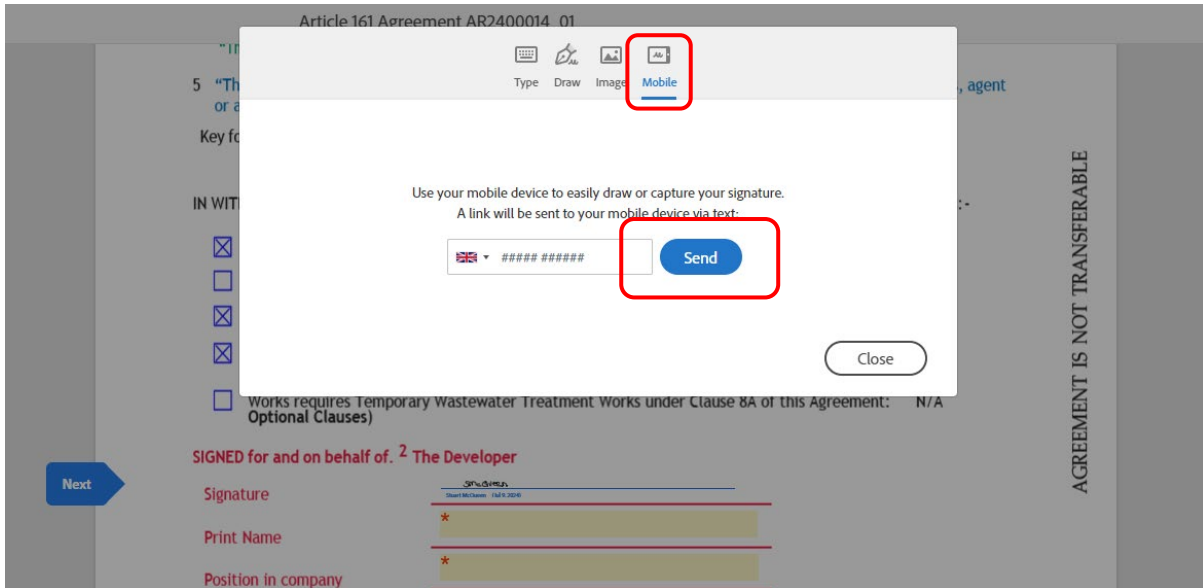 Article 161 Agreement AR2400014_01
Type Draw Image Mobile
5 "Th
, agent
or a
Key fo
Use your mobile device to easily draw or capture your signature.
IN WIT
:-
A link will be sent to your mobile device via text:
##### ###### Send
Close
Works requires Temporary Wastewater Treatment Works under Clause 8A of this Agreement: N/A
Optional Clauses)
SIGNED for and on behalf of. 2 The Developer
Next
Signature
*
Print Name
*
Position in company
AGREEMENT IS NOT TRANSFERABLE